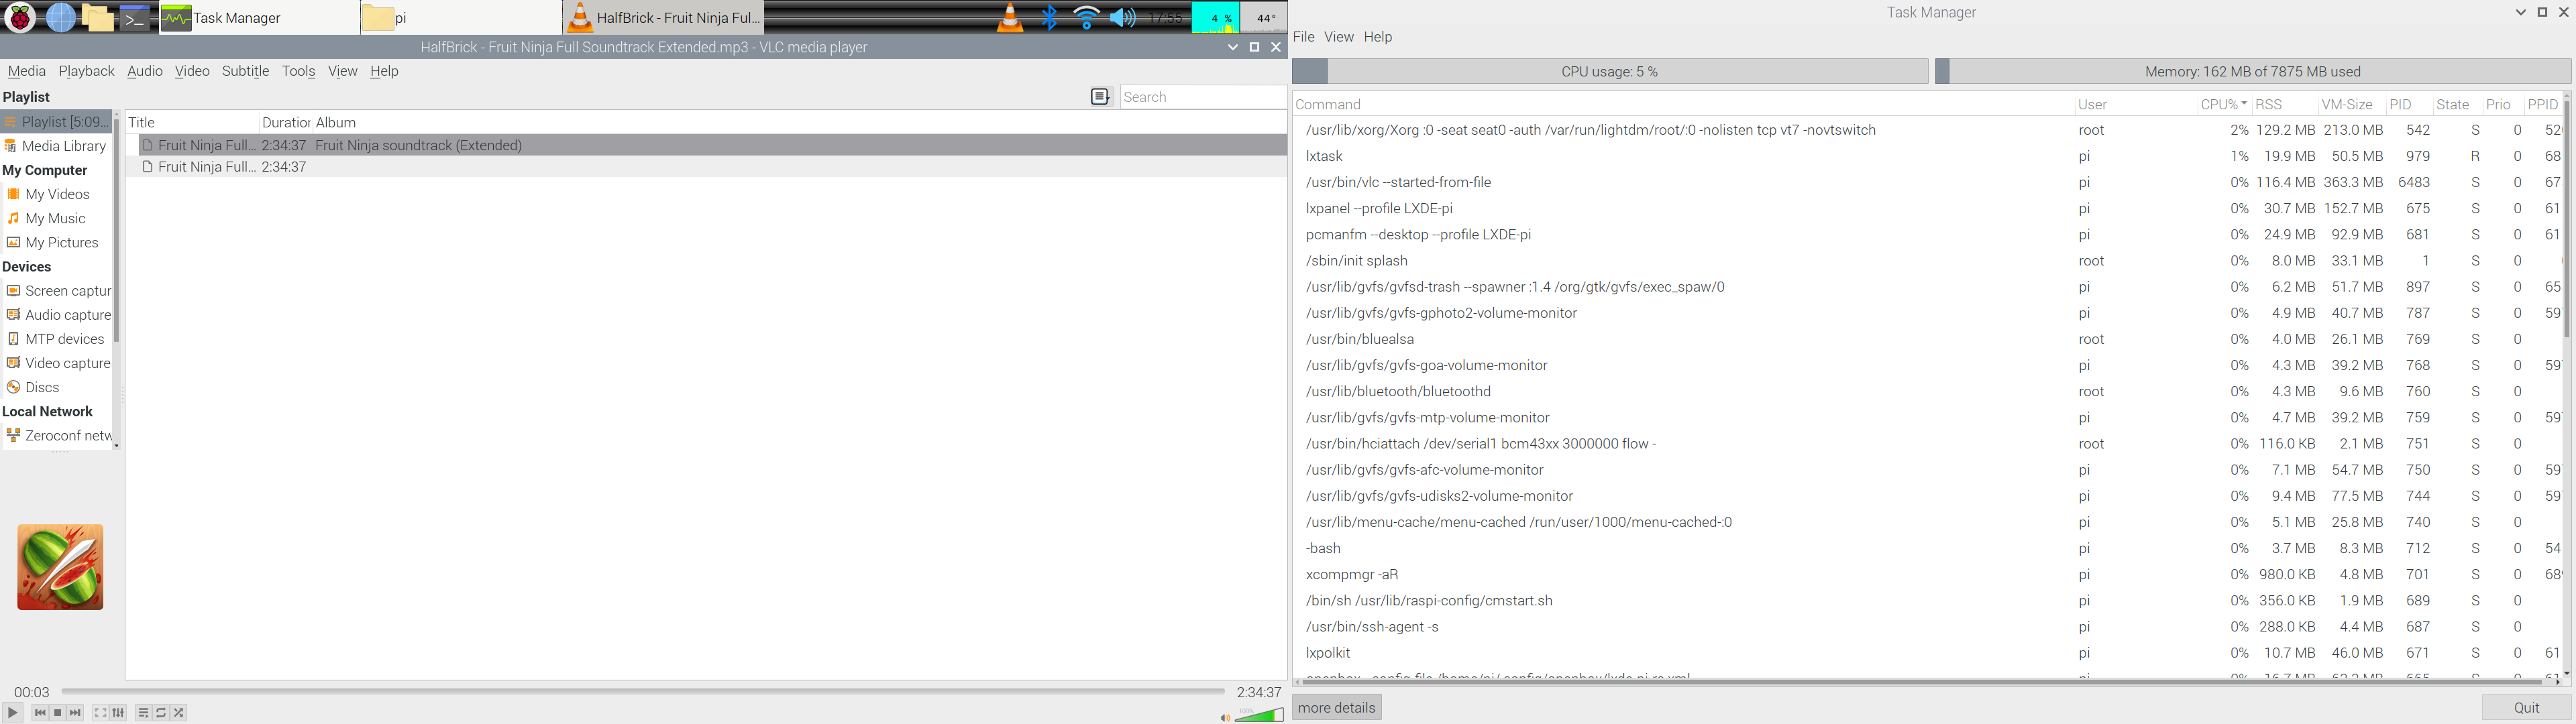 Task Manager
pi
HalfBrick - Fruit Ninja Ful...
17:55
4 %
44°
HalfBrick - Fruit Ninja Full Soundtrack Extended.mp3 - VLC media player
Media Playback Audio Video Subtitle Tools View Help
Playlist
Search
Playlist [5:09...
Media Library
My Computer
My Videos
My Music
My Pictures
Devices
Screen captur
Audio capture
MTP devices
Video capture
Discs
Local Network
Zeroconf netw
Title Duration Album
Fruit Ninja Full... 2:34:37 Fruit Ninja soundtrack (Extended)
Fruit Ninja Full... 2:34:37
00:03
2:34:37
100%
Task Manager
File View Help
CPU usage: 5 %
Memory: 162 MB of 7875 MB used
Command User CPU% RSS VM-Size PID State Prio PPID
/usr/lib/xorg/Xorg :0 -seat seat0 -auth /var/run/lightdm/root/:0 -nolisten tcp vt7 -novtswitch root 2% 129.2 MB 213.0 MB 542 S 0 52
lxtask pi 1% 19.9 MB 50.5 MB 979 R 0 68
/usr/bin/vlc --started-from-file pi 0% 116.4 MB 363.3 MB 6483 S 0 67
lxpanel --profile LXDE-pi pi 0% 30.7 MB 152.7 MB 675 S 0 61
pcmanfm --desktop --profile LXDE-pi pi 0% 24.9 MB 92.9 MB 681 S 0 61
/sbin/init splash root 0% 8.0 MB 33.1 MB 1 S 0
/usr/lib/gvfs/gvfsd-trash --spawner :1.4 /org/gtk/gvfs/exec_spaw/0 pi 0% 6.2 MB 51.7 MB 897 S 0 65
/usr/lib/gvfs/gvfs-gphoto2-volume-monitor pi 0% 4.9 MB 40.7 MB 787 S 0 59
/usr/bin/bluealsa root 0% 4.0 MB 26.1 MB 769 S 0
/usr/lib/gvfs/gvfs-goa-volume-monitor pi 0% 4.3 MB 39.2 MB 768 S 0 59
/usr/lib/bluetooth/bluetoothd root 0% 4.3 MB 9.6 MB 760 S 0
/usr/lib/gvfs/gvfs-mtp-volume-monitor pi 0% 4.7 MB 39.2 MB 759 S 0 59
/usr/bin/hciattach /dev/serial1 bcm43xx 3000000 flow - root 0% 116.0 KB 2.1 MB 751 S 0
/usr/lib/gvfs/gvfs-afc-volume-monitor pi 0% 7.1 MB 54.7 MB 750 S 0 59
/usr/lib/gvfs/gvfs-udisks2-volume-monitor pi 0% 9.4 MB 77.5 MB 744 S 0 59
/usr/lib/menu-cache/menu-cached /run/user/1000/menu-cached-:0 pi 0% 5.1 MB 25.8 MB 740 S 0
-bash pi 0% 3.7 MB 8.3 MB 712 S 0 54
xcompmgr -aR pi 0% 980.0 KB 4.8 MB 701 S 0 68
/bin/sh /usr/lib/raspi-config/cmstart.sh pi 0% 356.0 KB 1.9 MB 689 S 0
/usr/bin/ssh-agent -s pi 0% 288.0 KB 4.4 MB 687 S 0
lxpolkit pi 0% 10.7 MB 46.0 MB 671 S 0 61
more details
Quit